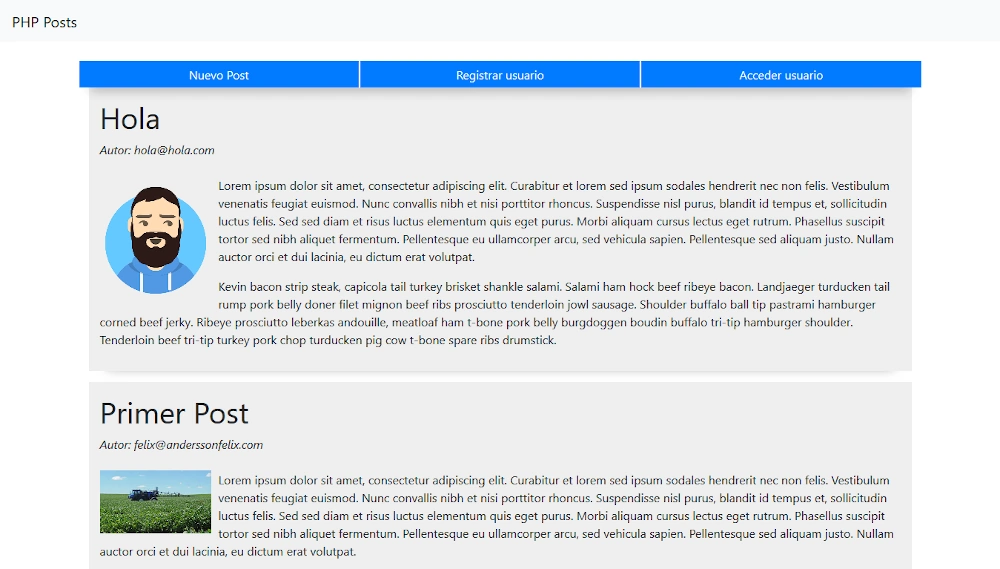 PHP Posts
Nuevo Post
Registrar usuario
Acceder usuario
Hola
Autor: hola@hola.com
Lorem ipsum dolor sit amet, consectetur adipiscing elit. Curabitur et lorem sed ipsum sodales hendrerit nec non felis. Vestibulum
venenatis feugiat euismod. Nunc convallis nibh et nisi porttitor rhoncus. Suspendisse nisl purus, blandit id tempus et, sollicitudin
luctus felis. Sed sed diam et risus luctus elementum quis eget purus. Morbi aliquam cursus lectus eget rutrum. Phasellus suscipit
tortor sed nibh aliquet fermentum. Pellentesque eu ullamcorper arcu, sed vehicula sapien. Pellentesque sed aliquam justo. Nullam
auctor orci et dui lacinia, eu dictum erat volutpat.
Kevin bacon strip steak, capicola tail turkey brisket shankle salami. Salami ham hock beef ribeye bacon. Landjaeger turducken tail
rump pork belly doner filet mignon beef ribs prosciutto tenderloin jowl sausage. Shoulder buffalo ball tip pastrami hamburger
corned beef jerky. Ribeye prosciutto leberkas andouille, meatloaf ham t-bone pork belly burgdoggen boudin buffalo tri-tip hamburger shoulder.
Tenderloin beef tri-tip turkey pork chop turducken pig cow t-bone spare ribs drumstick.
Primer Post
Autor: felix@anderssonfelix.com
Lorem ipsum dolor sit amet, consectetur adipiscing elit. Curabitur et lorem sed ipsum sodales hendrerit nec non felis. Vestibulum
venenatis feugiat euismod. Nunc convallis nibh et nisi porttitor rhoncus. Suspendisse nisl purus, blandit id tempus et, sollicitudin
luctus felis. Sed sed diam et risus luctus elementum quis eget purus. Morbi aliquam cursus lectus eget rutrum. Phasellus suscipit
tortor sed nibh aliquet fermentum. Pellentesque eu ullamcorper arcu, sed vehicula sapien. Pellentesque sed aliquam justo. Nullam
auctor orci et dui lacinia, eu dictum erat volutpat.